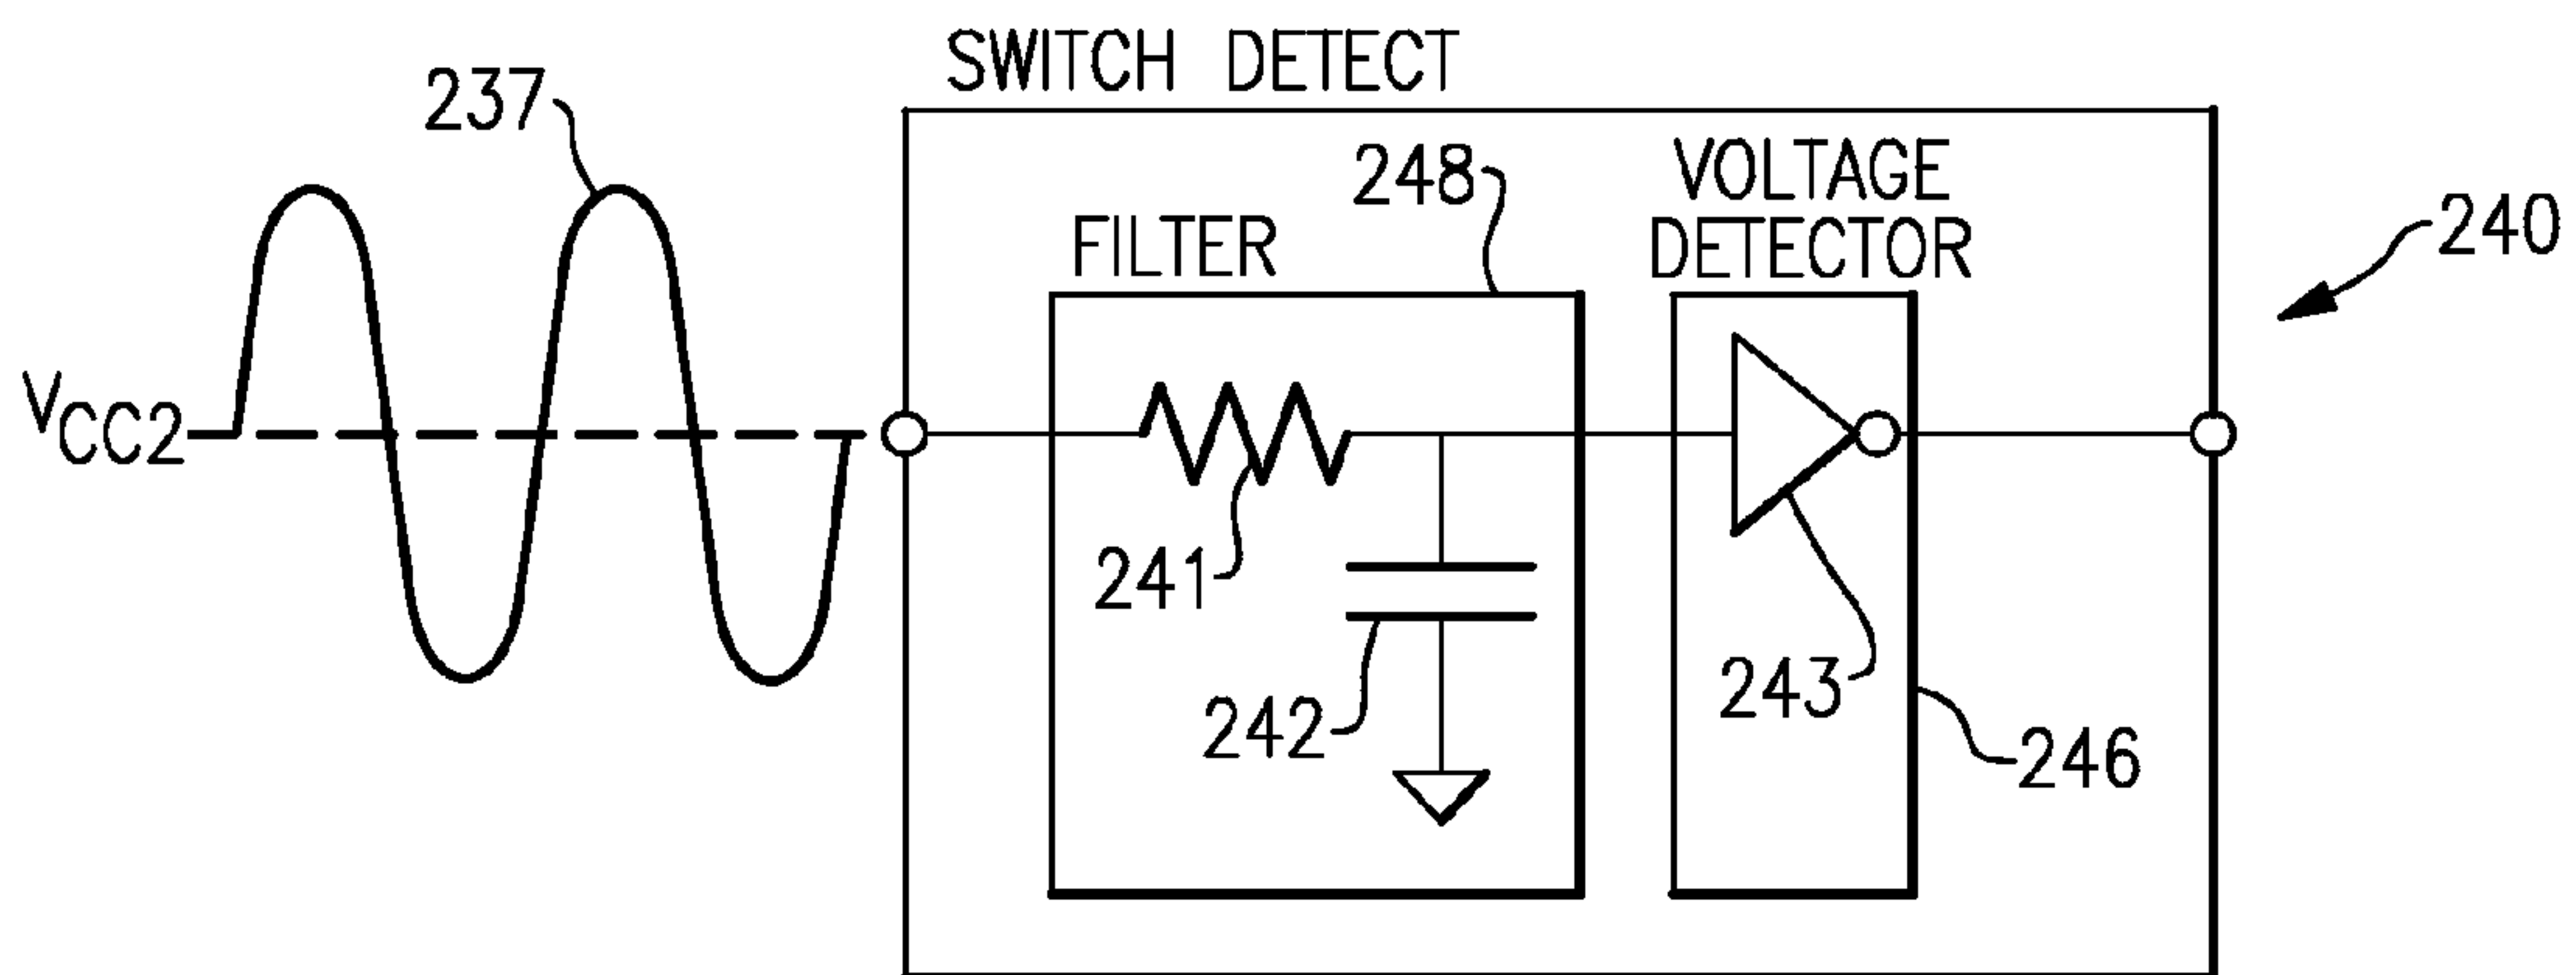 SWITCH DETECT
237
248
VOLTAGE
DETECTOR
FILTER
240
VCC2
241
242
243
246